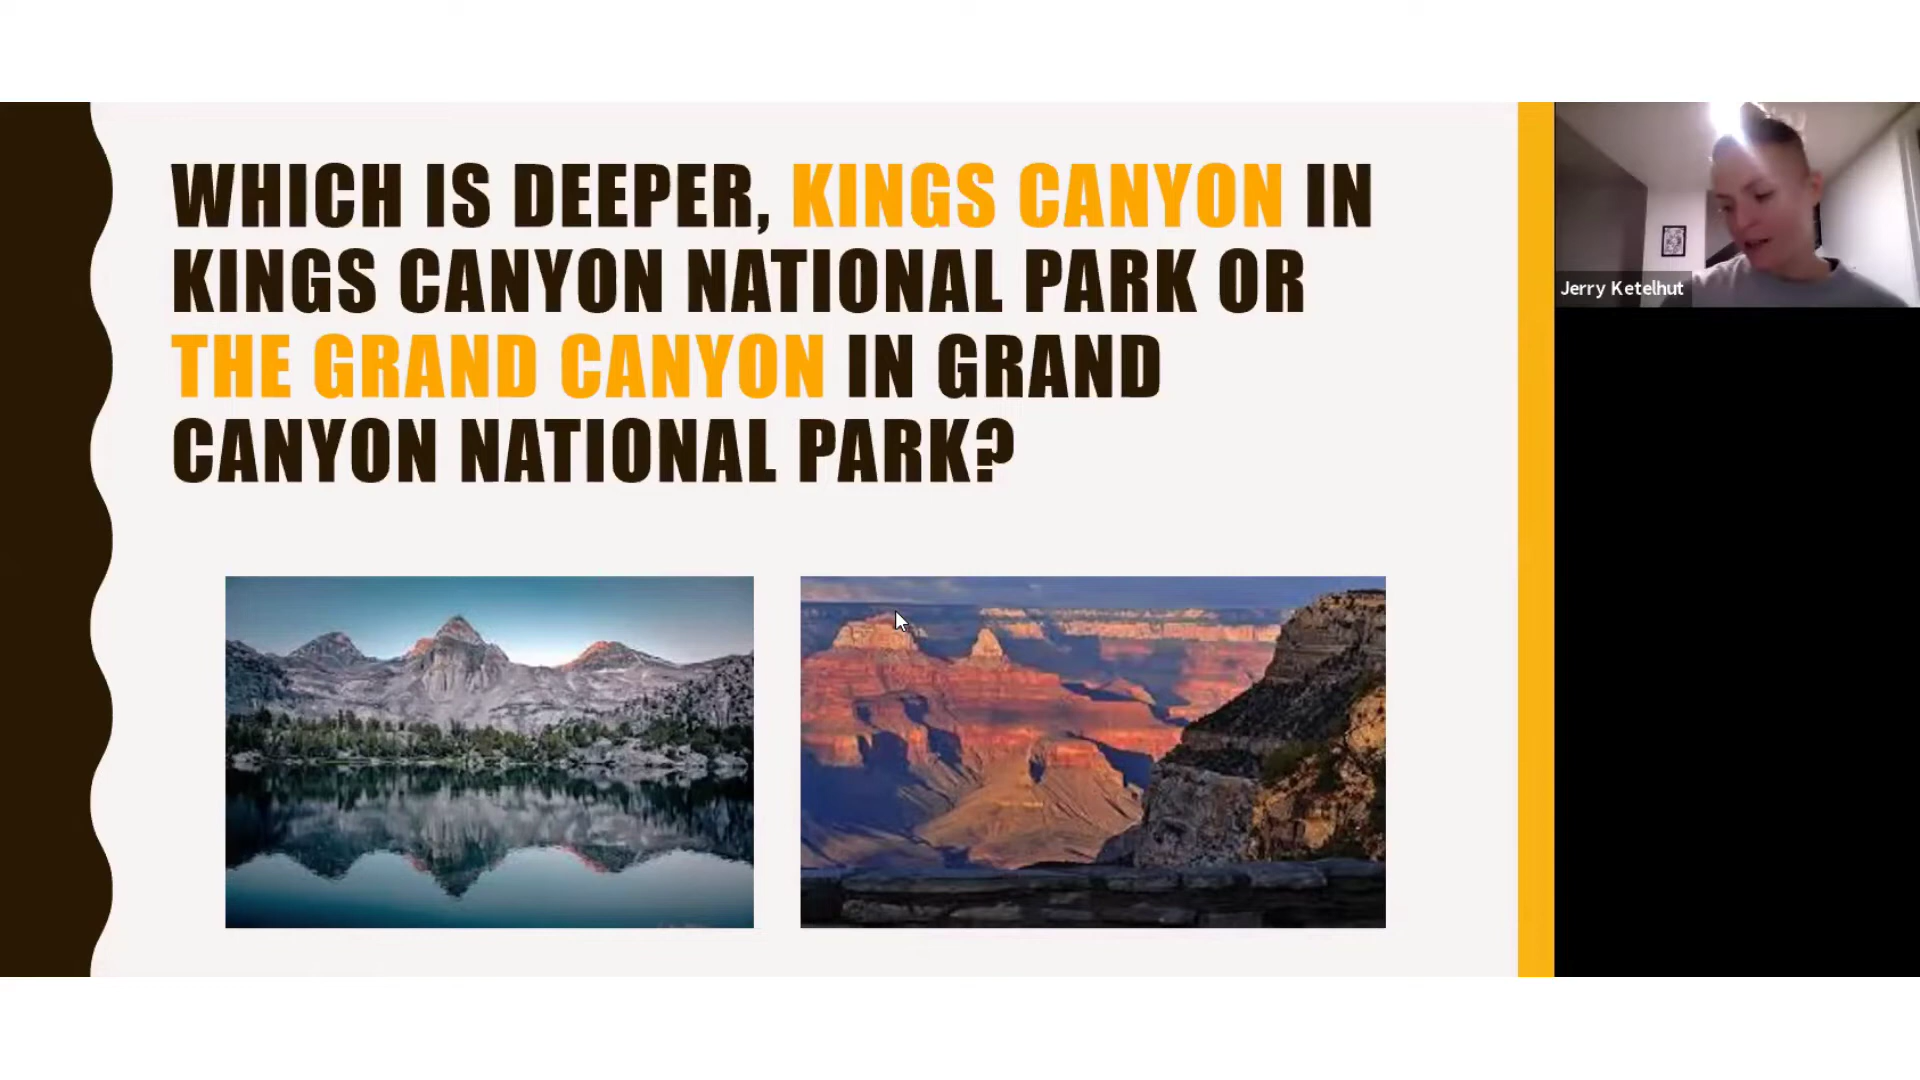 WHICH IS DEEPER, KINGS CANYON IN
KINGS CANYON NATIONAL PARK OR
THE GRAND CANYON IN GRAND
CANYON NATIONAL PARK?
Jerry Ketelhut